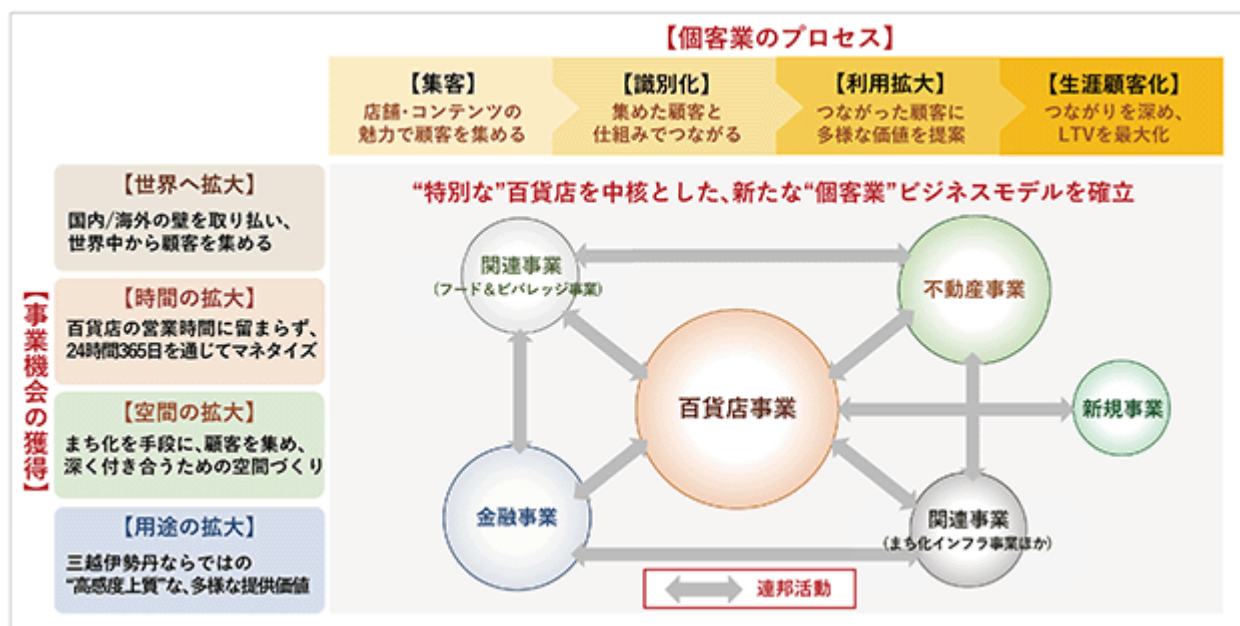 【個客業のプロセス】
【集客】
店舗・コンテンツの
魅力で顧客を集める
【識別化】
集めた顧客と
仕組みでつながる
【利用拡大】
つながった顧客に
多様な価値を提案
【生涯顧客化】
つながりを深め、
LTVを最大化
【事業機会の獲得】
【世界へ拡大】
国内/海外の壁を取り払い、
世界中から顧客を集める
【時間の拡大】
百貨店の営業時間に留まらず、
24時間365日を通じてマネタイズ
【空間の拡大】
まち化を手段に、顧客を集め、
深く付き合うための空間づくり
【用途の拡大】
三越伊勢丹ならではの
“高感度上質”な、多様な提供価値
“特別な”百貨店を中核とした、新たな“個客業”ビジネスモデルを確立
関連事業
(フード&ビバレッジ事業)
不動産事業
百貨店事業
新規事業
金融事業
関連事業
(まち化インフラ事業ほか)
連邦活動